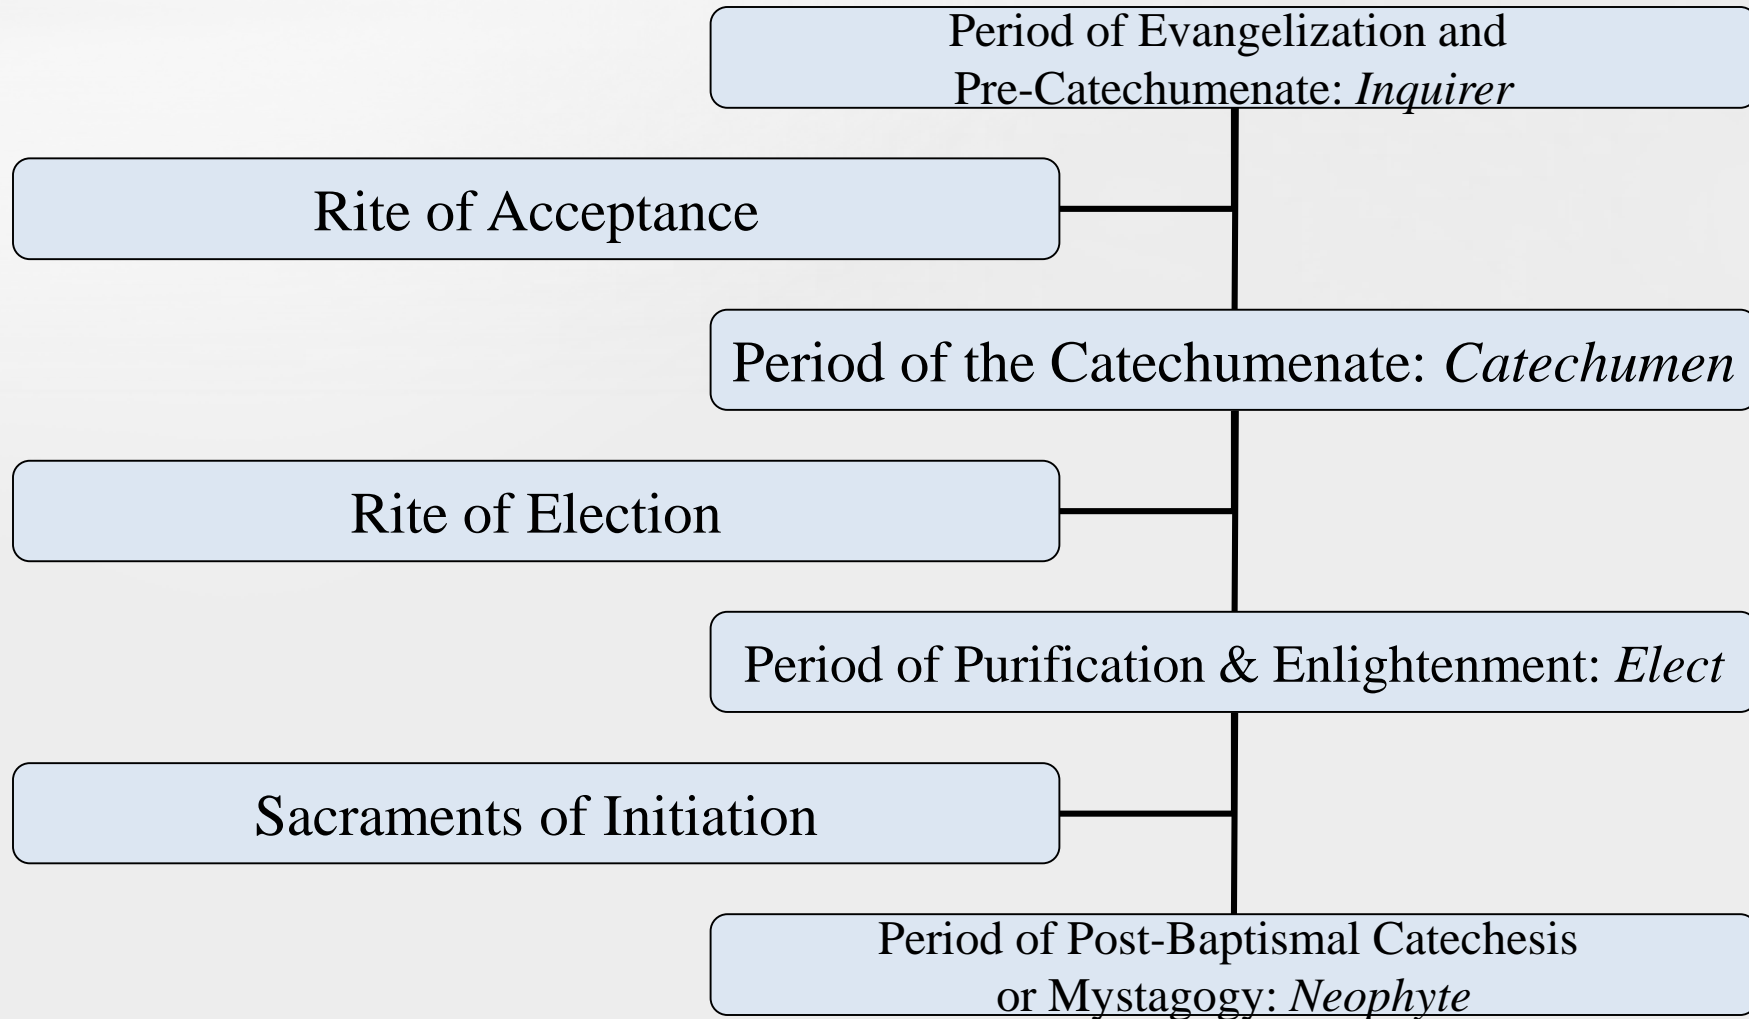 Period of Evangelization and
Pre-Catechumenate: Inquirer
Rite of Acceptance
Period of the Catechumenate: Catechumen
Rite of Election
Period of Purification & Enlightenment: Elect
Sacraments of Initiation
Period of Post-Baptismal Catechesis
or Mystagogy: Neophyte